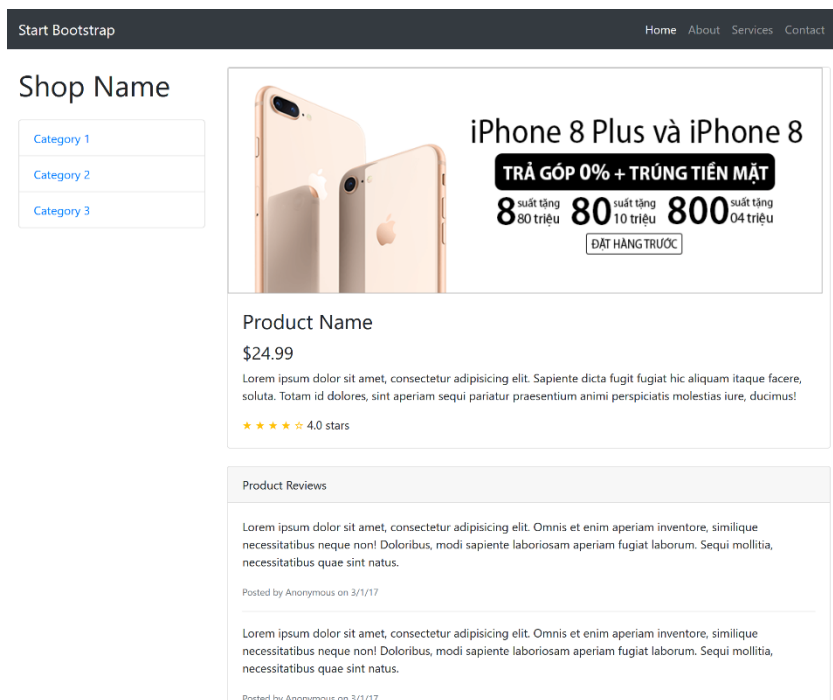 Start Bootstrap
Home About Services Contact
Shop Name
Category 1
Category 2
Category 3
iPhone 8 Plus và iPhone 8
TRẢ GÓP 0% + TRÚNG TIỀN MẶT
8 suất tặng 80 triệu 80 suất tặng 10 triệu 800 suất tặng 04 triệu
ĐẶT HÀNG TRƯỚC
Product Name
$24.99
Lorem ipsum dolor sit amet, consectetur adipisicing elit. Sapiente dicta fugit fugiat hic aliquam itaque facere,
soluta. Totam id dolores, sint aperiam sequi pariatur praesentium animi perspiciatis molestias iure, ducimus!
★ ★ ★ ★ ☆ 4.0 stars
Product Reviews
Lorem ipsum dolor sit amet, consectetur adipisicing elit. Omnis et enim aperiam inventore, similique
necessitatibus neque non! Doloribus, modi sapiente laboriosam aperiam fugiat laborum. Sequi mollitia,
necessitatibus quae sint natus.
Posted by Anonymous on 3/1/17
Lorem ipsum dolor sit amet, consectetur adipisicing elit. Omnis et enim aperiam inventore, similique
necessitatibus neque non! Doloribus, modi sapiente laboriosam aperiam fugiat laborum. Sequi mollitia,
necessitatibus quae sint natus.
Posted by Anonymous on 3/1/17